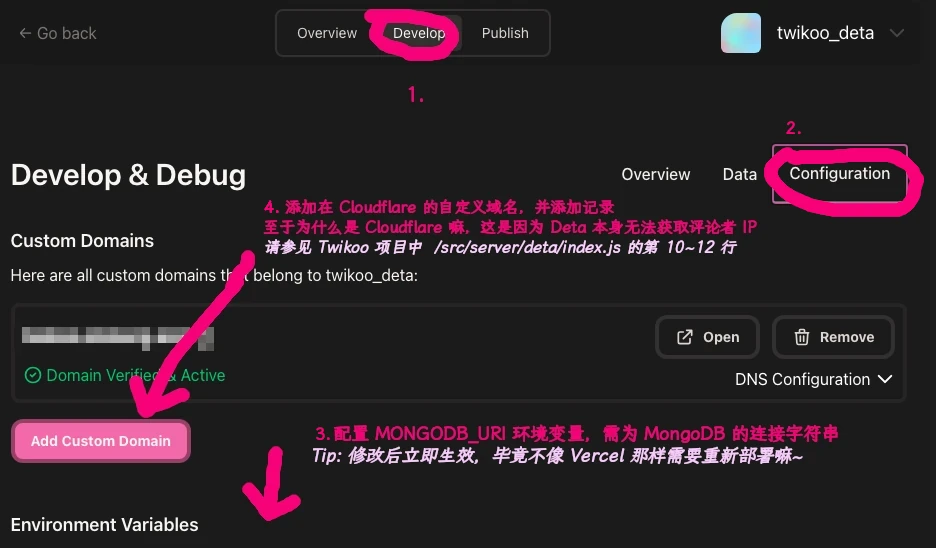 Go back
Overview
Develop
Publish
twikoo_deta
1.
2.
Develop & Debug
Overview
Data
Configuration
4. 添加在 Cloudflare 的自定义域名，并添加记录
至于为什么是 Cloudflare 嘛，这是因为 Deta 本身无法获取评论者 IP
请参见 Twikoo 项目中 /src/server/deta/index.js 的第 10~12 行
Custom Domains
Here are all custom domains that belong to twikoo_deta:
Open
Remove
Domain Verified & Active
DNS Configuration
Add Custom Domain
3. 配置 MONGODB_URI 环境变量，需为 MongoDB 的连接字符串
Tip: 修改后立即生效，毕竟不像 Vercel 那样需要重新部署嘛~
Environment Variables